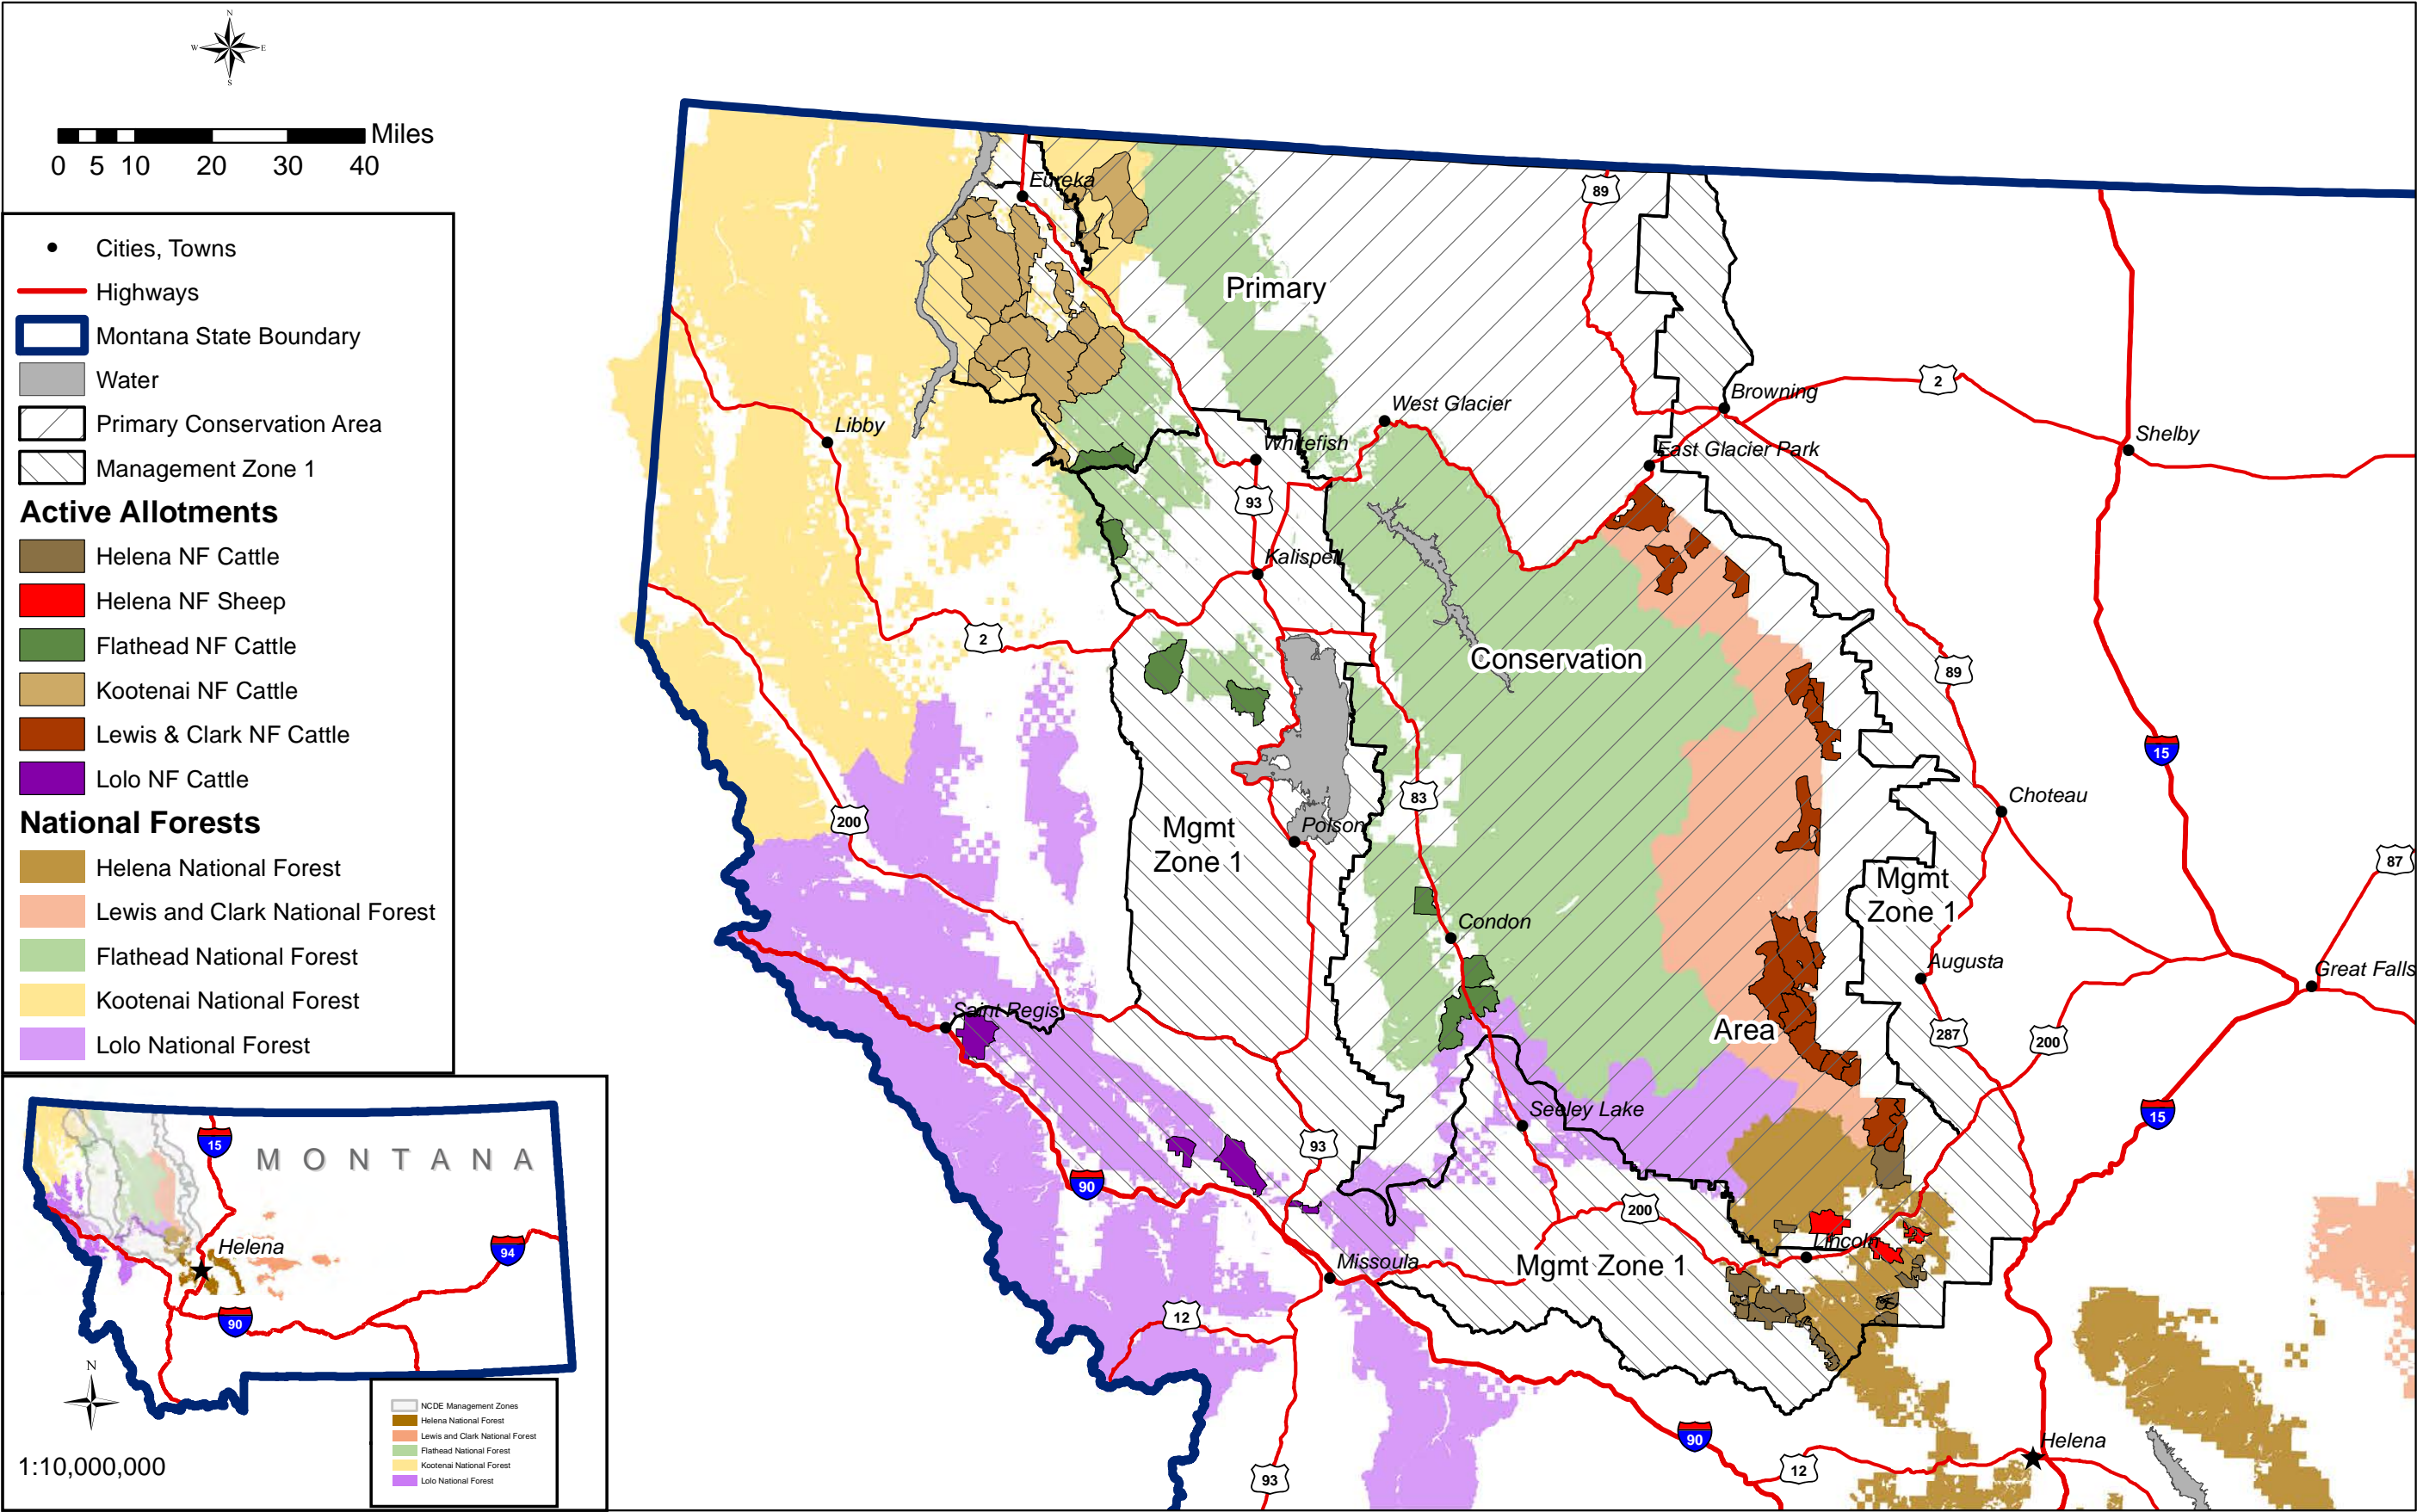 N
W
E
S
Miles
0 5 10 20 30 40
Cities, Towns
Highways
Montana State Boundary
Water
Primary Conservation Area
Management Zone 1
Active Allotments
Helena NF Cattle
Helena NF Sheep
Flathead NF Cattle
Kootenai NF Cattle
Lewis & Clark NF Cattle
Lolo NF Cattle
National Forests
Helena National Forest
Lewis and Clark National Forest
Flathead National Forest
Kootenai National Forest
Lolo National Forest
15
MONTANA
Helena
94
90
N
1:10,000,000
NCDE Management Zones
Helena National Forest
Lewis and Clark National Forest
Flathead National Forest
Kootenai National Forest
Lolo National Forest
Eureka
89
Primary
Browning
2
West Glacier
Libby
Whitefish
East Glacier Park
Shelby
93
Kalispell
2
Conservation
89
15
83
Choteau
200
Polson
Mgmt
Zone 1
87
Mgmt
Zone 1
Condon
Augusta
Great Falls
Saint Regis
Area
287
200
Seeley Lake
15
93
90
200
Lincoln
Missoula
Mgmt Zone 1
12
90
Helena
12
93